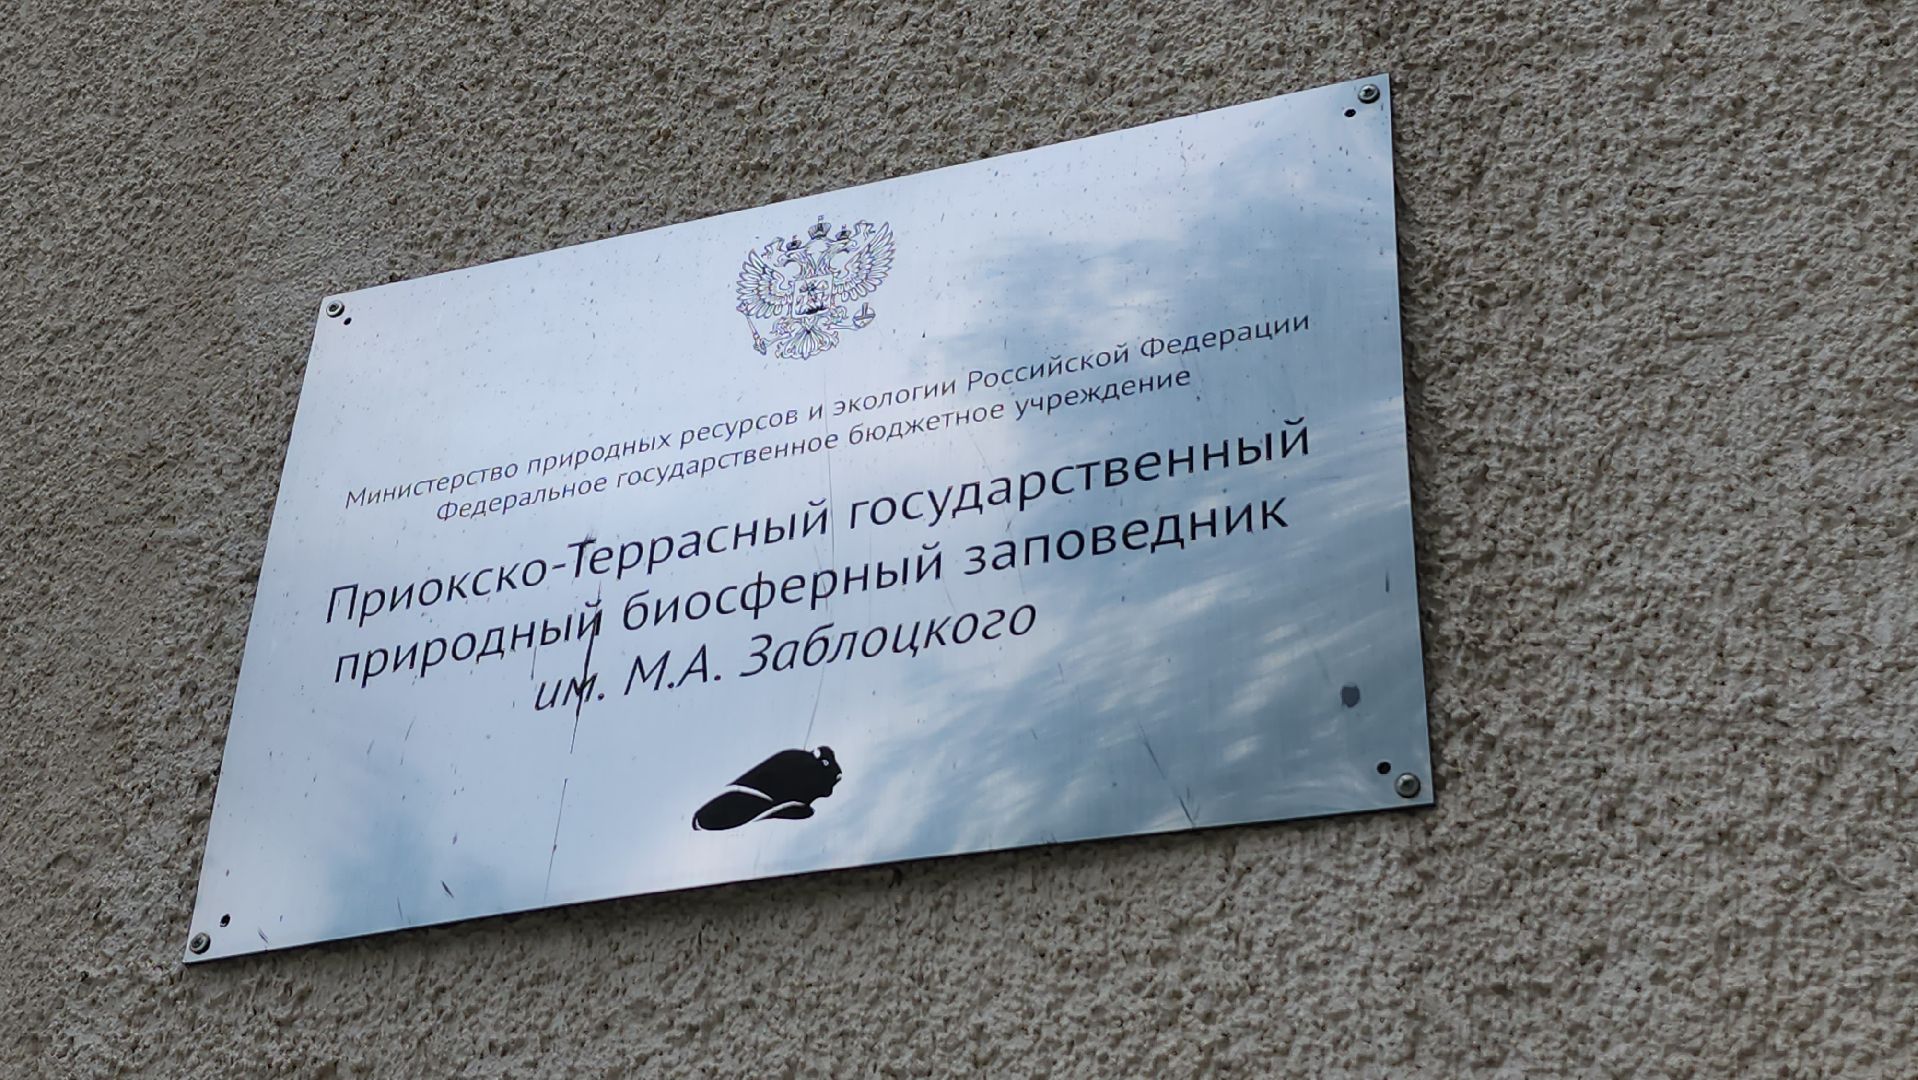 Министерство природных ресурсов и экологии Российской Федерации
Федеральное государственное бюджетное учреждение
Приокско-Террасный государственный
природный биосферный заповедник
им. М.А. Заблоцкого